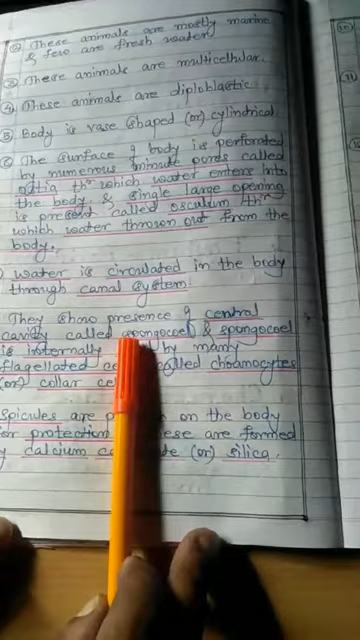 ② These animals are mostly marine
& few are fresh water.
③ These animals are multicellular.
④ These animals are diploblastic
⑤ Body is vase shaped (or) cylindrical
The surface of body is perforated
by numerous minute pores called
ostia thr which water enters into
the body, & single large opening
is present called osculum thr
which water thrown out from the
body.
water is circulated in the body
through canal system
They show presence of central
cavity called spongocoel & spongocoel
is internally by many
flagellated called choanocytes
(or) collar
Spicules are on the body
for protection these are formed
calcium (or) silica.